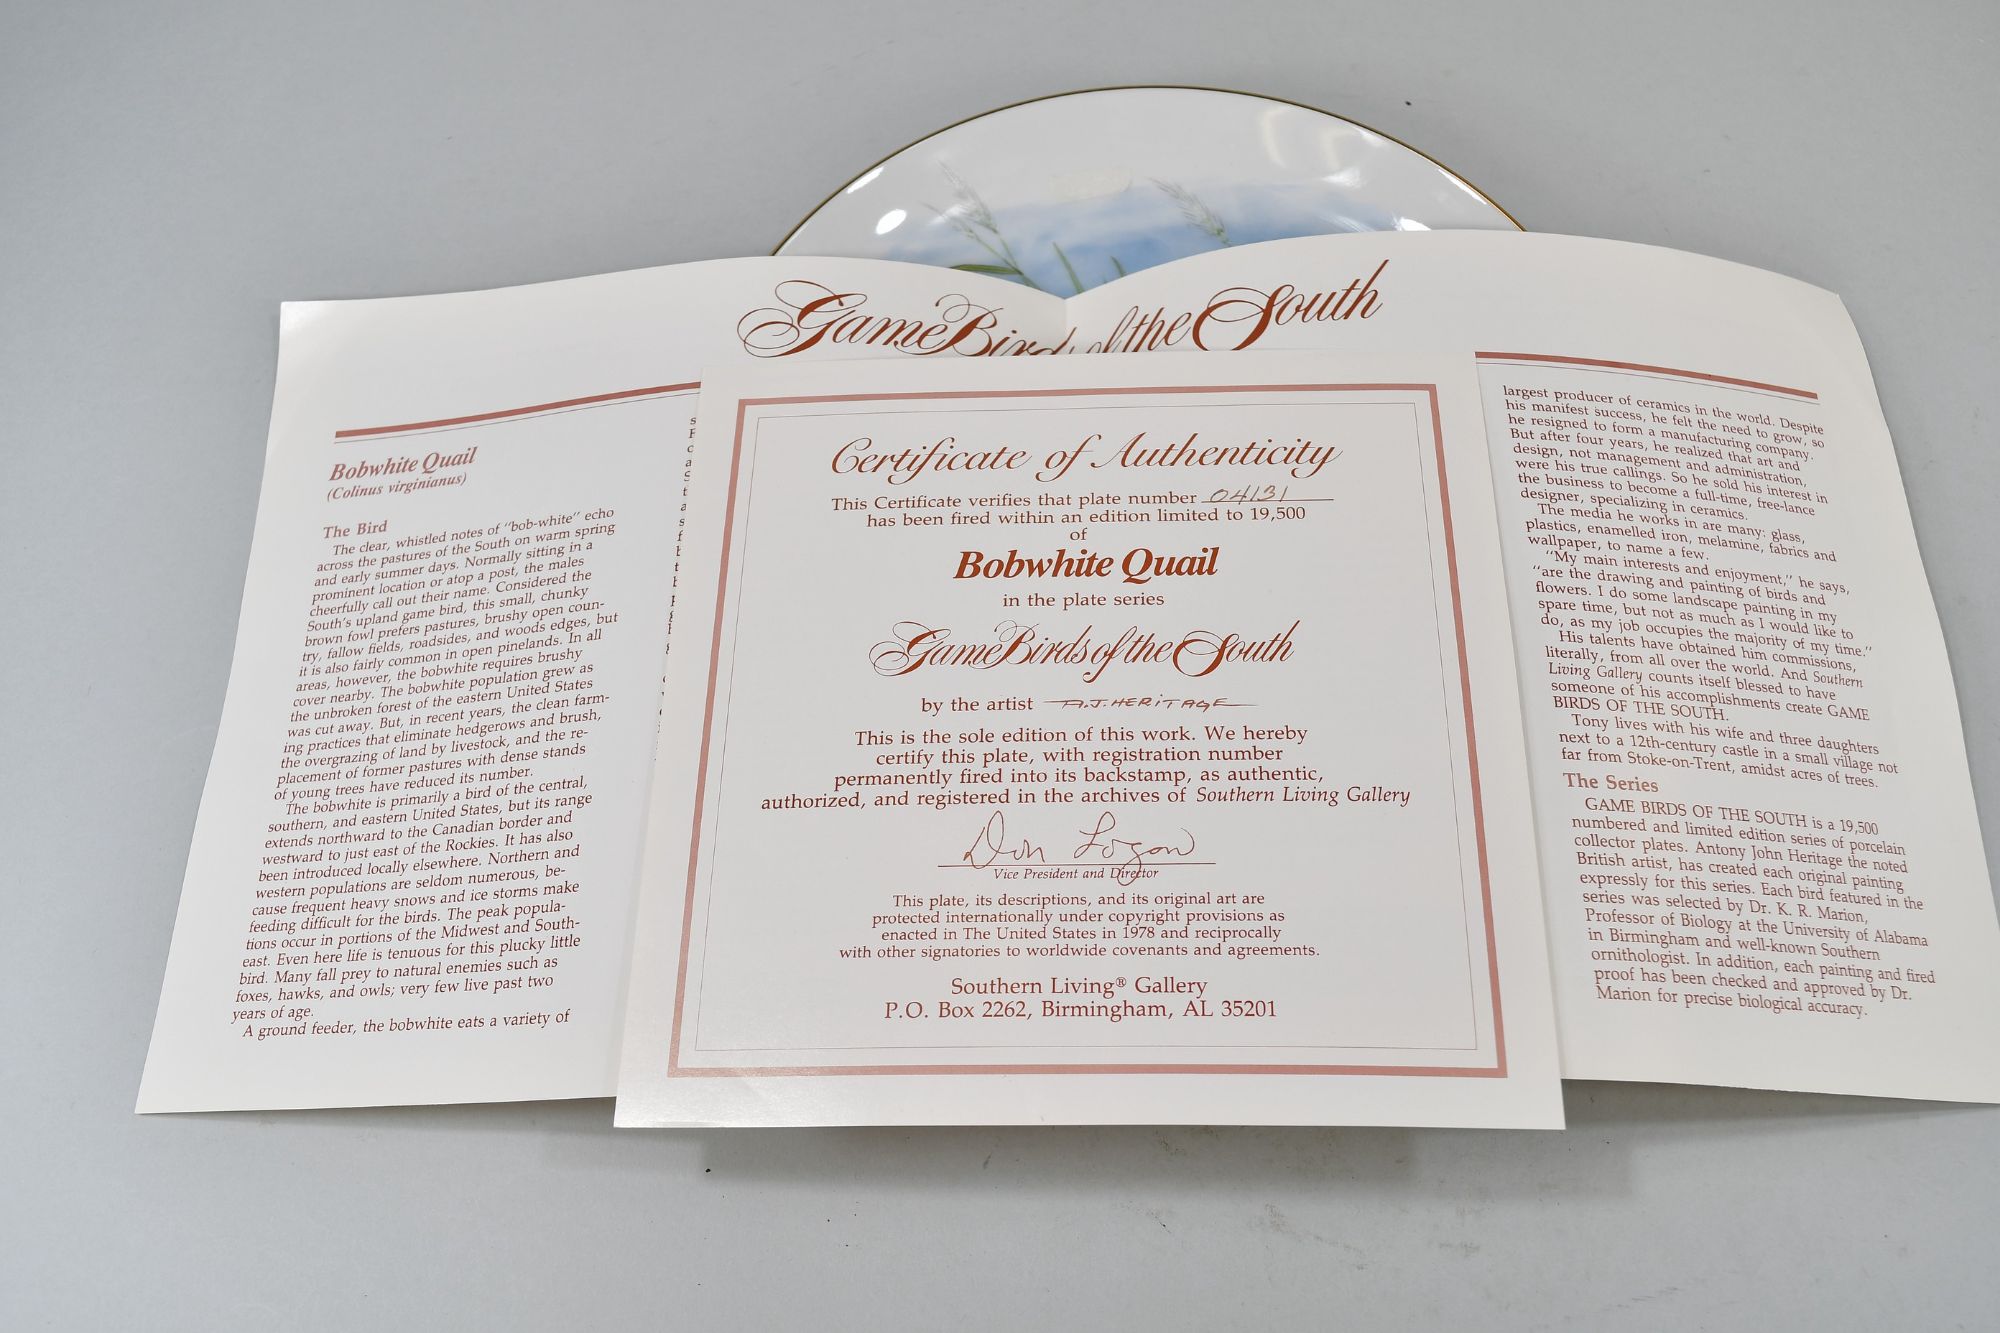 Game Birds of the South
Bobwhite Quail
(Colinus virginianus)
The Bird
The clear, whistled notes of "bob-white" echo
across the pastures of the South on warm spring
and early summer days. Normally sitting in a
prominent location or atop a post, the males
cheerfully call out their name. Considered the
South's upland game bird, this small, chunky
brown fowl prefers pastures, brushy open coun-
try, fallow fields, roadsides, and woods edges, but
it is also fairly common in open pinelands. In all
areas, however, the bobwhite requires brushy
cover nearby. The bobwhite population grew as
the unbroken forest of the eastern United States
was cut away. But, in recent years, the clean farm-
ing practices that eliminate hedgerows and brush,
the overgrazing of land by livestock, and the re-
placement of former pastures with dense stands
of young trees have reduced its number.
The bobwhite is primarily a bird of the central,
southern, and eastern United States, but its range
extends northward to the Canadian border and
westward to just east of the Rockies. It has also
been introduced locally elsewhere. Northern and
western populations are seldom numerous, be-
cause frequent heavy snows and ice storms make
feeding difficult for the birds. The peak popula-
tions occur in portions of the Midwest and South-
east. Even here life is tenuous for this plucky little
bird. Many fall prey to natural enemies such as
foxes, hawks, and owls; very few live past two
years of age.
A ground feeder, the bobwhite eats a variety of
Certificate of Authenticity
This Certificate verifies that plate number 04131
has been fired within an edition limited to 19,500
of
Bobwhite Quail
in the plate series
Game Birds of the South
by the artist A.J. HERITAGE
This is the sole edition of this work. We hereby
certify this plate, with registration number
permanently fired into its backstamp, as authentic,
authorized, and registered in the archives of Southern Living Gallery
Don Logan
Vice President and Director
This plate, its descriptions, and its original art are
protected internationally under copyright provisions as
enacted in The United States in 1978 and reciprocally
with other signatories to worldwide covenants and agreements.
Southern Living® Gallery
P.O. Box 2262, Birmingham, AL 35201
largest producer of ceramics in the world. Despite
his manifest success, he felt the need to grow, so
he resigned to form a manufacturing company.
But after four years, he realized that art and
design, not management and administration,
were his true callings. So he sold his interest in
the business to become a full-time, free-lance
designer, specializing in ceramics.
The media he works in are many: glass,
plastics, enamelled iron, melamine, fabrics and
wallpaper, to name a few.
"My main interests and enjoyment," he says,
"are the drawing and painting of birds and
flowers. I do some landscape painting in my
spare time, but not as much as I would like to
do, as my job occupies the majority of my time."
His talents have obtained him commissions,
literally, from all over the world. And Southern
Living Gallery counts itself blessed to have
someone of his accomplishments create GAME
BIRDS OF THE SOUTH.
Tony lives with his wife and three daughters
next to a 12th-century castle in a small village not
far from Stoke-on-Trent, amidst acres of trees.
The Series
GAME BIRDS OF THE SOUTH is a 19,500
numbered and limited edition series of porcelain
collector plates. Antony John Heritage the noted
British artist, has created each original painting
expressly for this series. Each bird featured in the
series was selected by Dr. K. R. Marion,
Professor of Biology at the University of Alabama
in Birmingham and well-known Southern
ornithologist. In addition, each painting and fired
proof has been checked and approved by Dr.
Marion for precise biological accuracy.